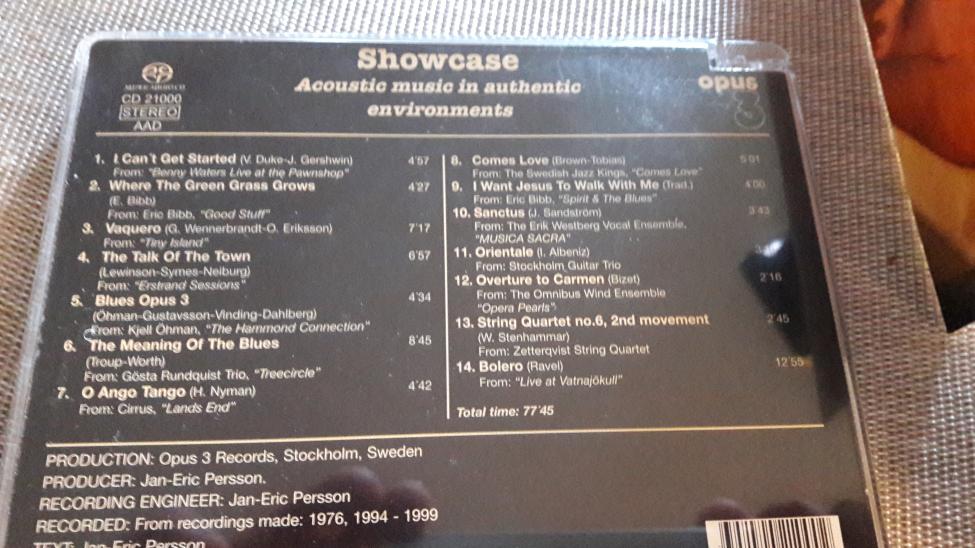 Showcase
Acoustic music in authentic
environments
SUPER AUDIO CD
CD 21000
STEREO
AAD
opus
3
1. I Can't Get Started (V. Duke-J. Gershwin) 4'57
From: "Benny Waters Live at the Pawnshop"
2. Where The Green Grass Grows 4'27
(E. Bibb)
From: Eric Bibb, "Good Stuff"
3. Vaquero (G. Wennerbrandt-O. Eriksson) 7'17
From: "Tiny Island"
4. The Talk Of The Town 6'57
(Lewinson-Symes-Neiburg)
From: "Erstrand Sessions"
5. Blues Opus 3 4'34
(Öhman-Gustavsson-Vinding-Dahlberg)
From: Kjell Öhman, "The Hammond Connection"
6. The Meaning Of The Blues 8'45
(Troup-Worth)
From: Gösta Rundquist Trio, "Treecircle"
7. O Ango Tango (H. Nyman) 4'42
From: Cirrus, "Lands End"
8. Comes Love (Brown-Tobias) 5'01
From: The Swedish Jazz Kings, "Comes Love"
9. I Want Jesus To Walk With Me (Trad.) 4'00
From: Eric Bibb, "Spirit & The Blues"
10. Sanctus (J. Sandström) 3'43
From: The Erik Westberg Vocal Ensemble,
"MUSICA SACRA"
11. Orientale (I. Albeniz)
From: Stockholm Guitar Trio
12. Overture to Carmen (Bizet) 2'16
From: The Omnibus Wind Ensemble
"Opera Pearls"
13. String Quartet no.6, 2nd movement 2'45
(W. Stenhammar)
From: Zetterqvist String Quartet
14. Bolero (Ravel) 12'55
From: "Live at Vatnajökull"
Total time: 77'45
PRODUCTION: Opus 3 Records, Stockholm, Sweden
PRODUCER: Jan-Eric Persson.
RECORDING ENGINEER: Jan-Eric Persson
RECORDED: From recordings made: 1976, 1994 - 1999
TEXT: Jan-Eric Persson